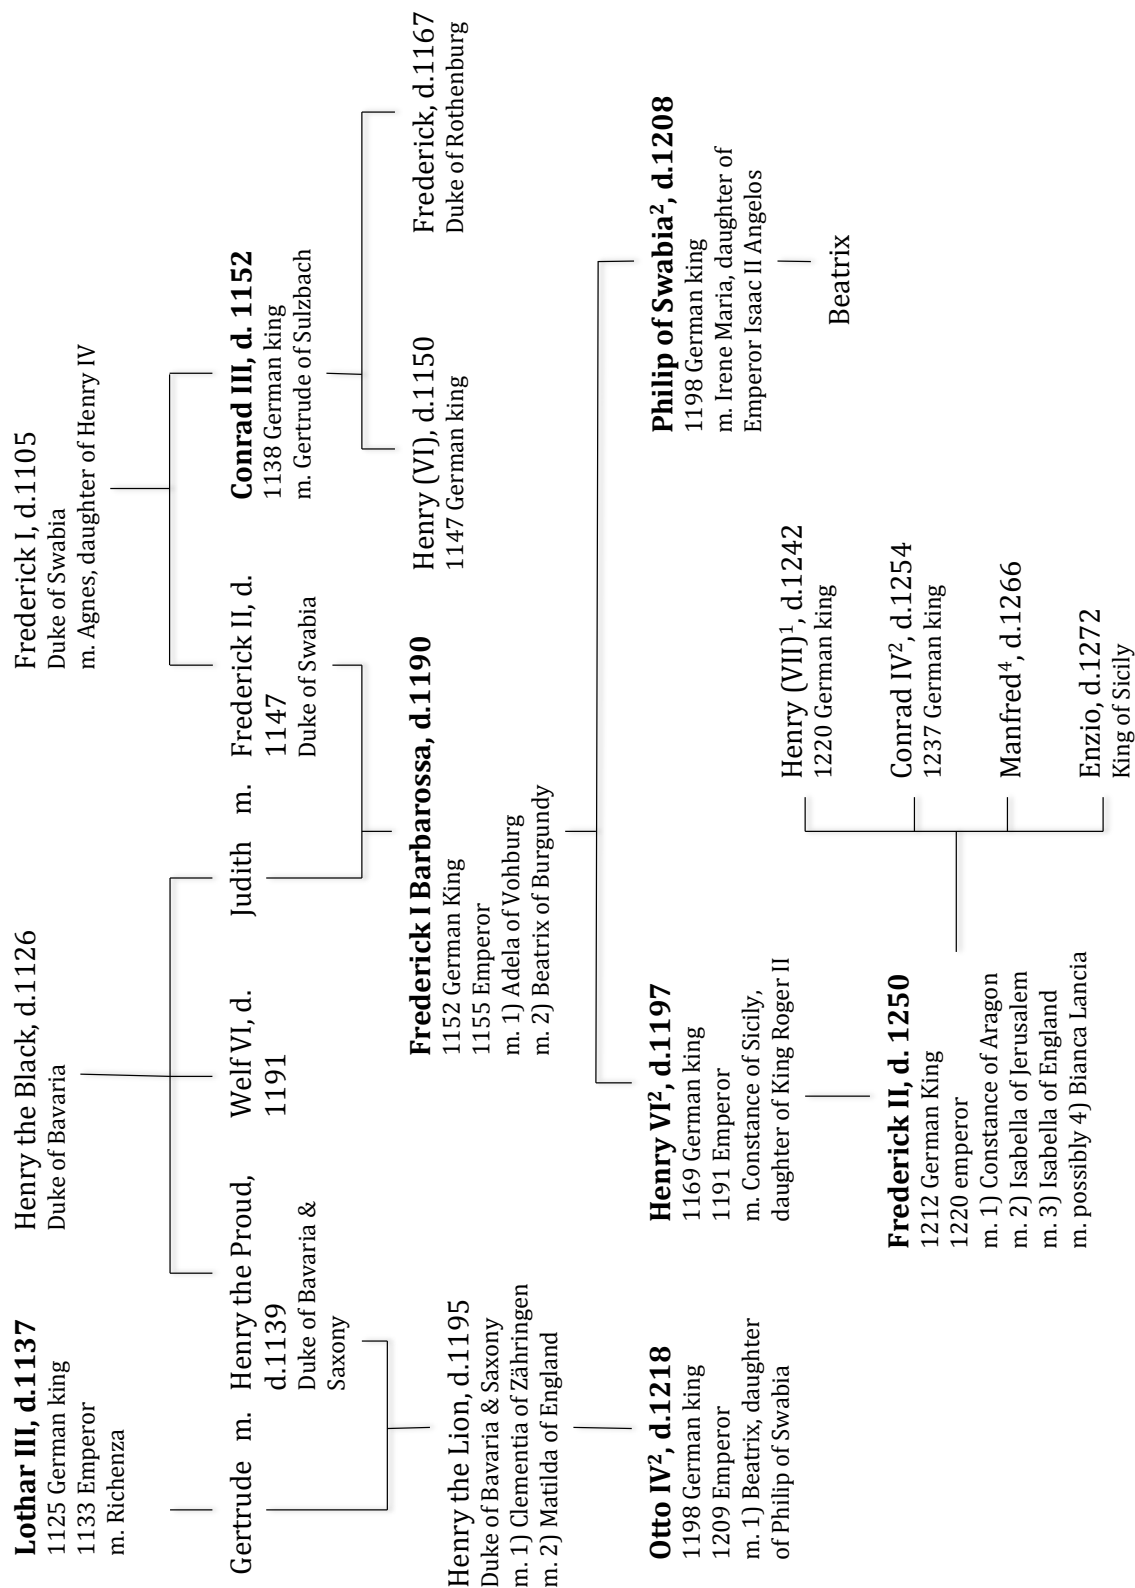 Lothar III, d.1137
1125 German king
1133 Emperor
m. Richenza
Henry the Black, d.1126
Duke of Bavaria
Frederick I, d.1105
Duke of Swabia
m. Agnes, daughter of Henry IV
Gertrude m. Henry the Proud,
d.1139
Duke of Bavaria &
Saxony
Welf VI, d.
1191
Judith m. Frederick II, d.
1147
Duke of Swabia
Conrad III, d. 1152
1138 German king
m. Gertrude of Sulzbach
Henry the Lion, d.1195
Duke of Bavaria & Saxony
m. 1) Clementia of Zähringen
m. 2) Matilda of England
Frederick I Barbarossa, d.1190
1152 German King
1155 Emperor
m. 1) Adela of Vohburg
m. 2) Beatrix of Burgundy
Henry (VI), d.1150
1147 German king
Frederick, d.1167
Duke of Rothenburg
Otto IV², d.1218
1198 German king
1209 Emperor
m. 1) Beatrix, daughter
of Philip of Swabia
Henry VI², d.1197
1169 German king
1191 Emperor
m. Constance of Sicily,
daughter of King Roger II
Philip of Swabia², d.1208
1198 German king
m. Irene Maria, daughter of
Emperor Isaac II Angelos
Beatrix
Frederick II, d. 1250
1212 German King
1220 emperor
m. 1) Constance of Aragon
m. 2) Isabella of Jerusalem
m. 3) Isabella of England
m. possibly 4) Bianca Lancia
Henry (VII)¹, d.1242
1220 German king
Conrad IV², d.1254
1237 German king
Manfred⁴, d.1266
Enzio, d.1272
King of Sicily